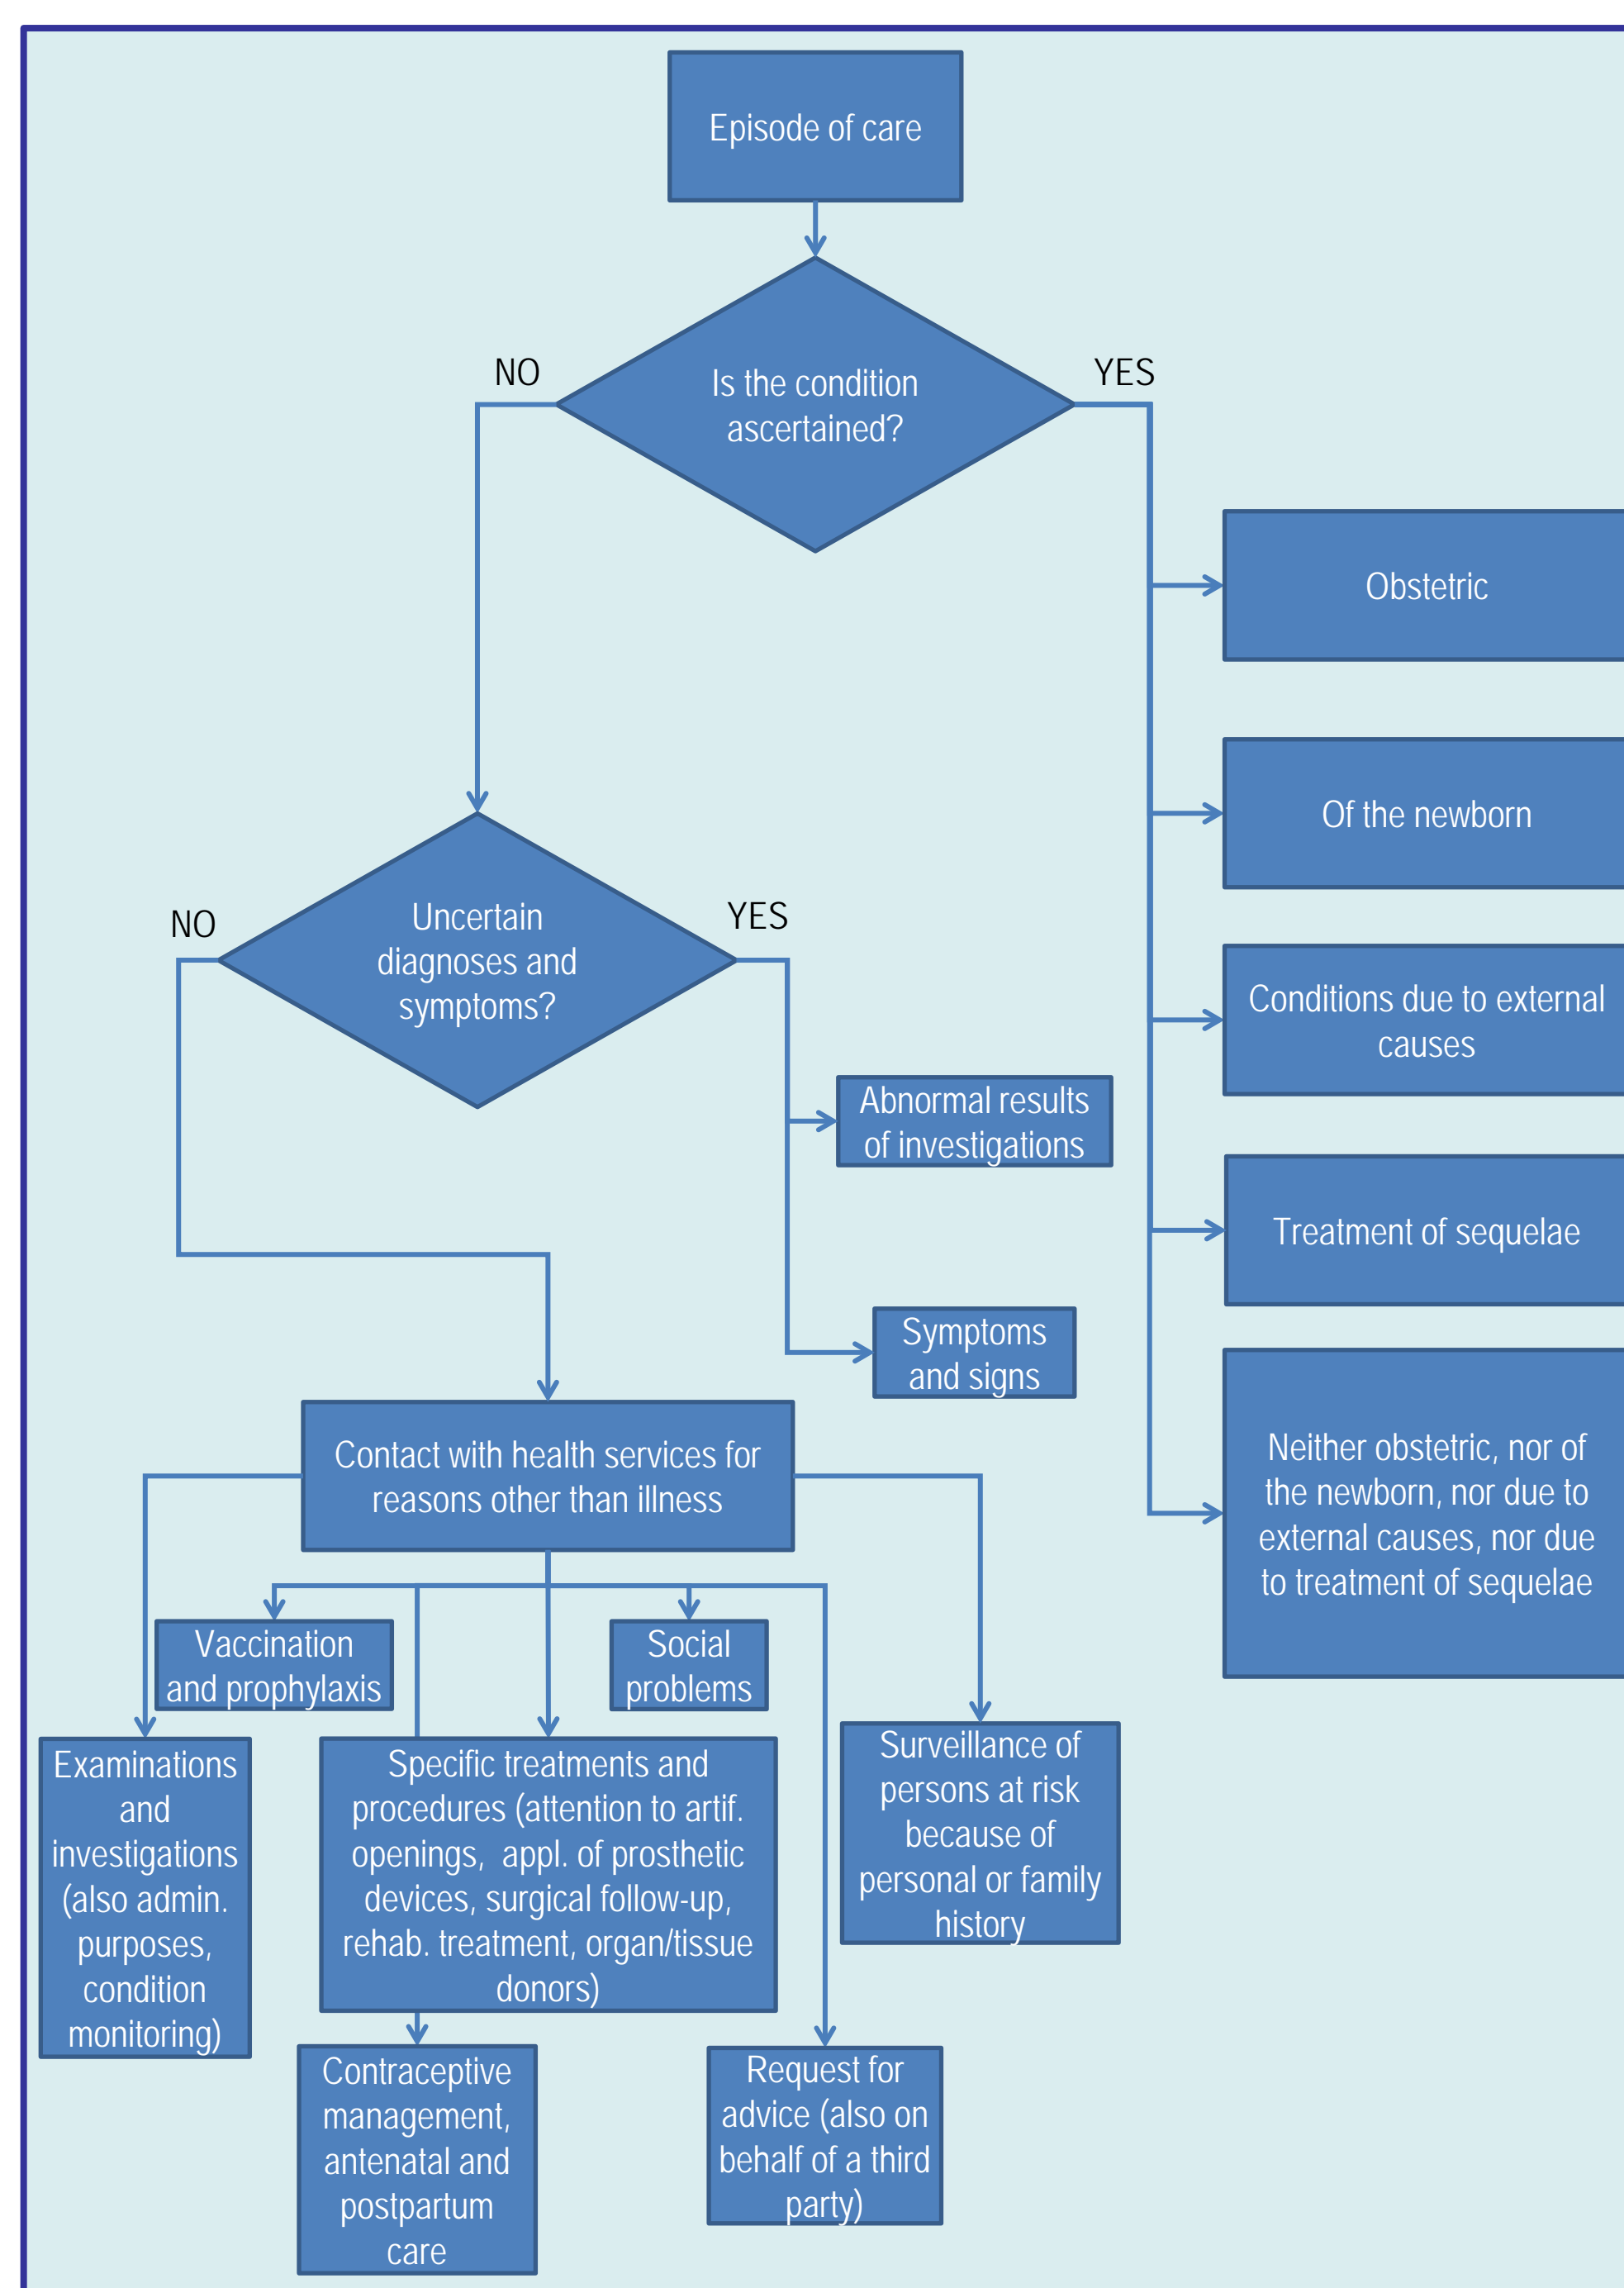 Episode of care
Is the condition
ascertained?
NO
YES
Obstetric
Of the newborn
Conditions due to external
causes
Treatment of sequelae
Neither obstetric, nor of
the newborn, nor due to
external causes, nor due
to treatment of sequelae
Uncertain
diagnoses and
symptoms?
NO
YES
Abnormal results
of investigations
Symptoms
and signs
Contact with health services for
reasons other than illness
Vaccination
and prophylaxis
Social
problems
Examinations
and
investigations
(also admin.
purposes,
condition
monitoring)
Specific treatments and
procedures (attention to artif.
openings,  appl. of prosthetic
devices, surgical follow-up,
rehab. treatment, organ/tissue
donors)
Surveillance of
persons at risk
because of
personal or family
history
Contraceptive
management,
antenatal and
postpartum
care
Request for
advice (also on
behalf of a third
party)